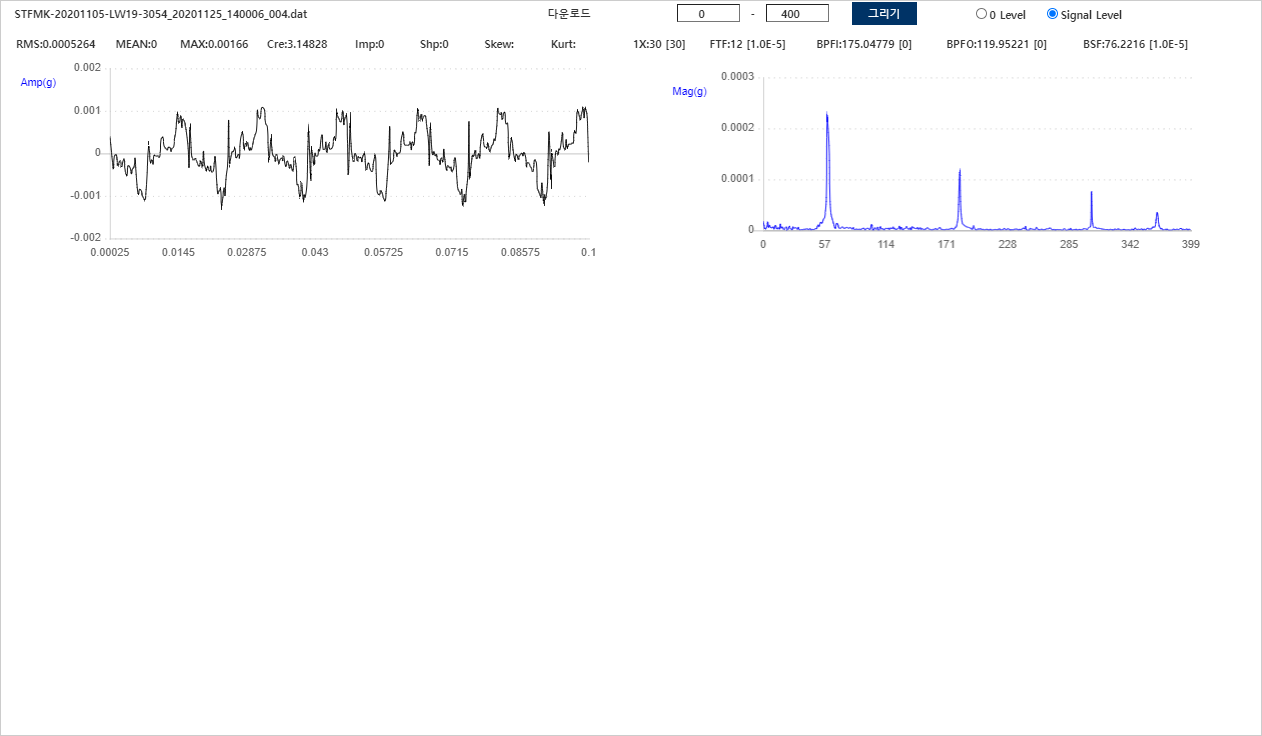 STFMK-20201105-LW19-3054_20201125_140006_004.dat 다운로드 0 - 400 그리기 0 Level Signal Level
RMS:0.0005264 MEAN:0 MAX:0.00166 Cre:3.14828 Imp:0 Shp:0 Skew: Kurt: 1X:30 [30] FTF:12 [1.0E-5] BPFI:175.04779 [0] BPFO:119.95221 [0] BSF:76.2216 [1.0E-5]
Amp(g)
0.002
0.001
0
-0.001
-0.002
0.00025 0.0145 0.02875 0.043 0.05725 0.0715 0.08575 0.1
Mag(g)
0.0003
0.0002
0.0001
0
0 57 114 171 228 285 342 399